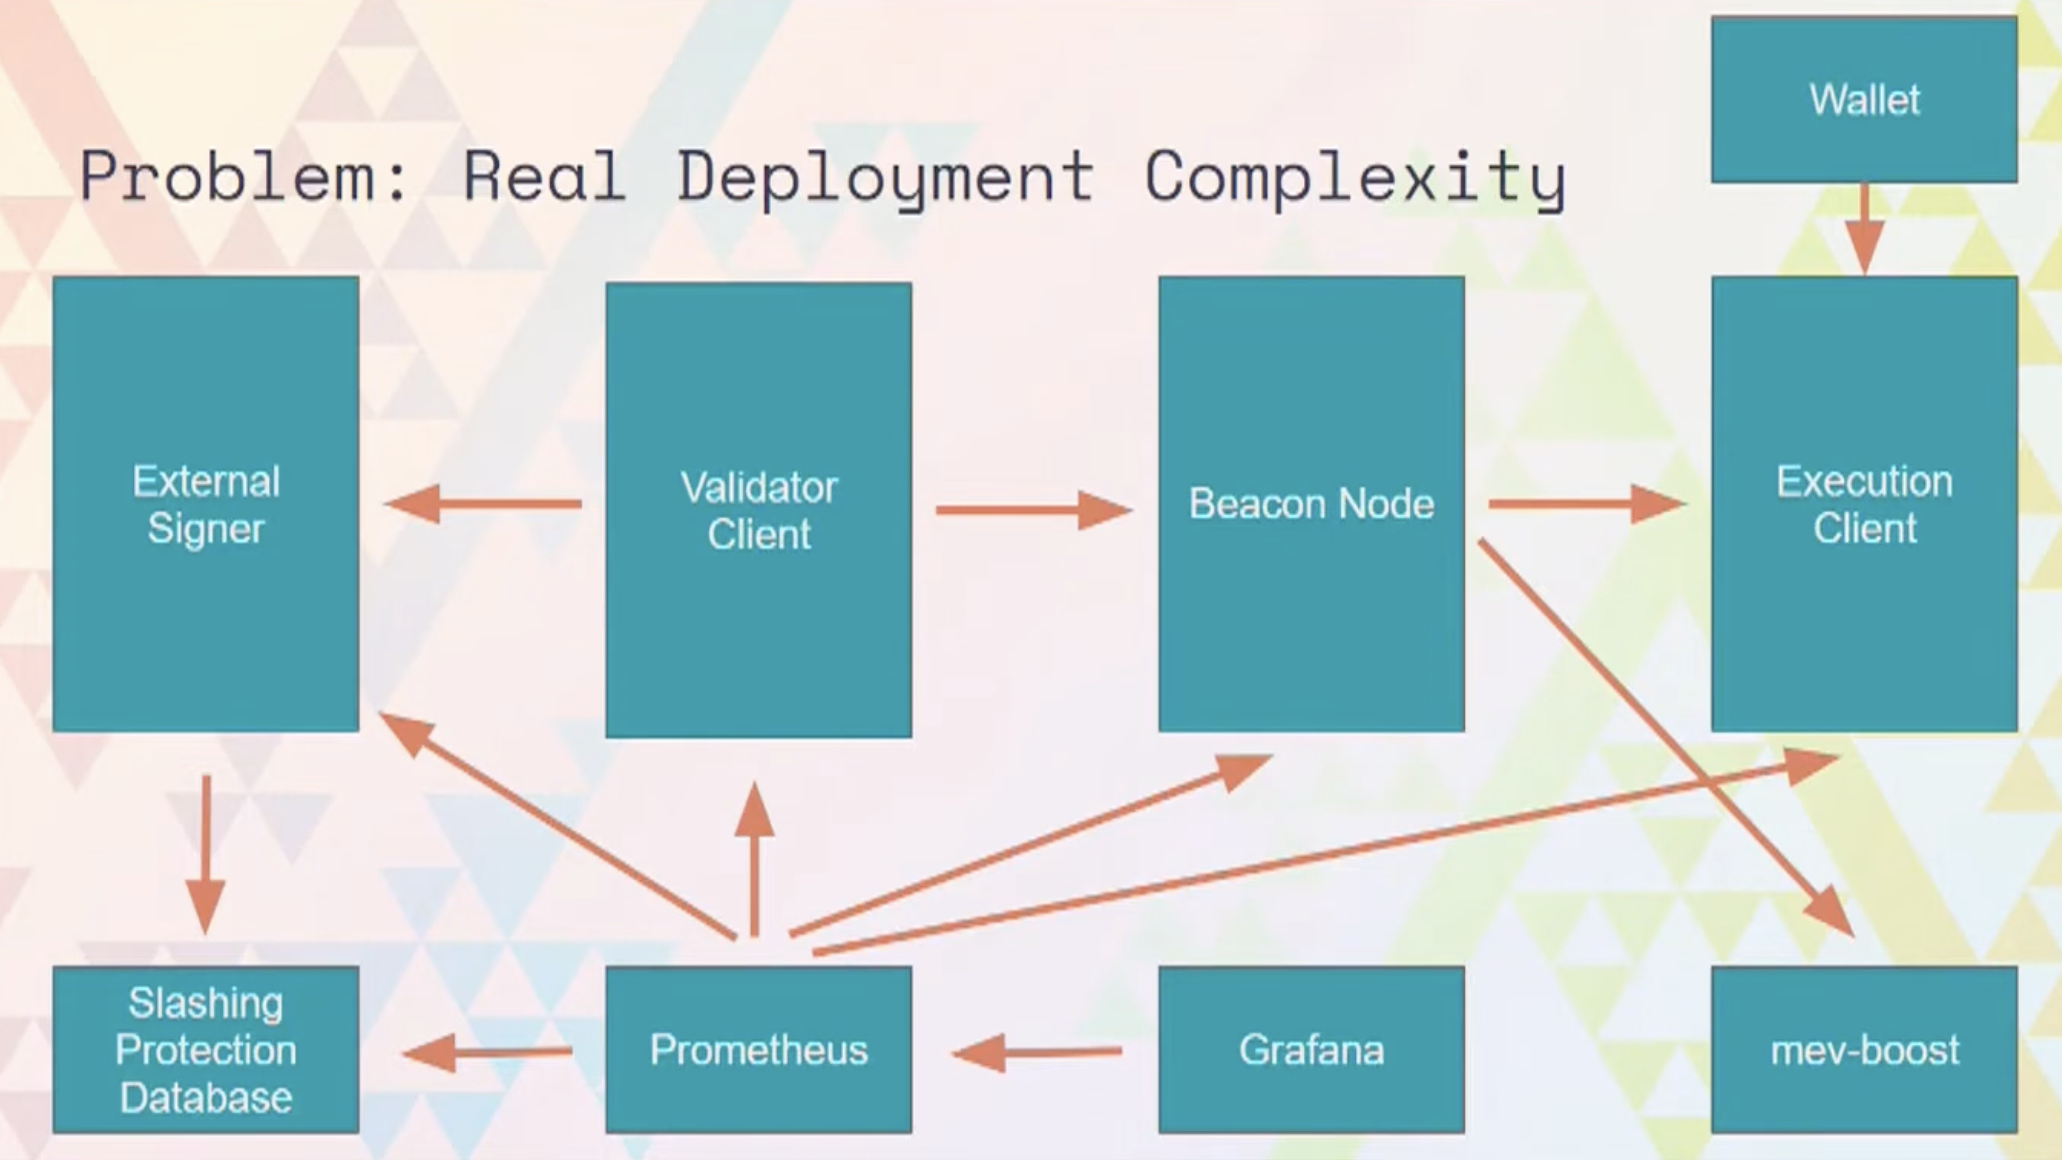 Wallet
Problem: Real Deployment Complexity
External
Signer
Validator
Client
Beacon Node
Execution
Client
Slashing
Protection
Database
Prometheus
Grafana
mev-boost